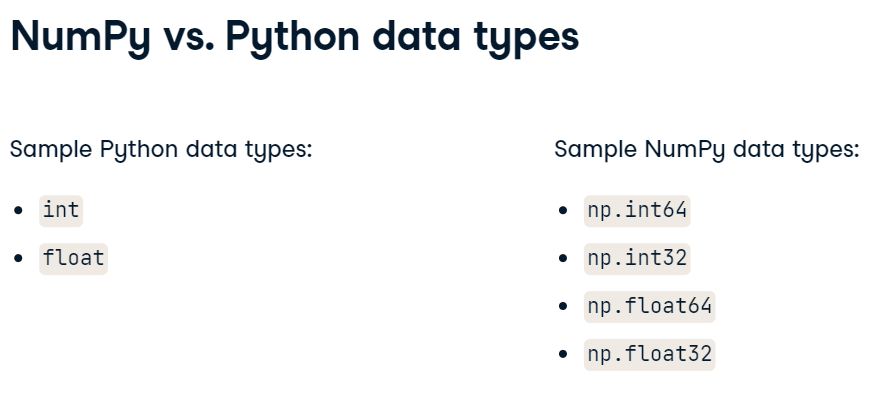 NumPy vs. Python data types
Sample Python data types:
• int
• float
Sample NumPy data types:
• np.int64
• np.int32
• np.float64
• np.float32